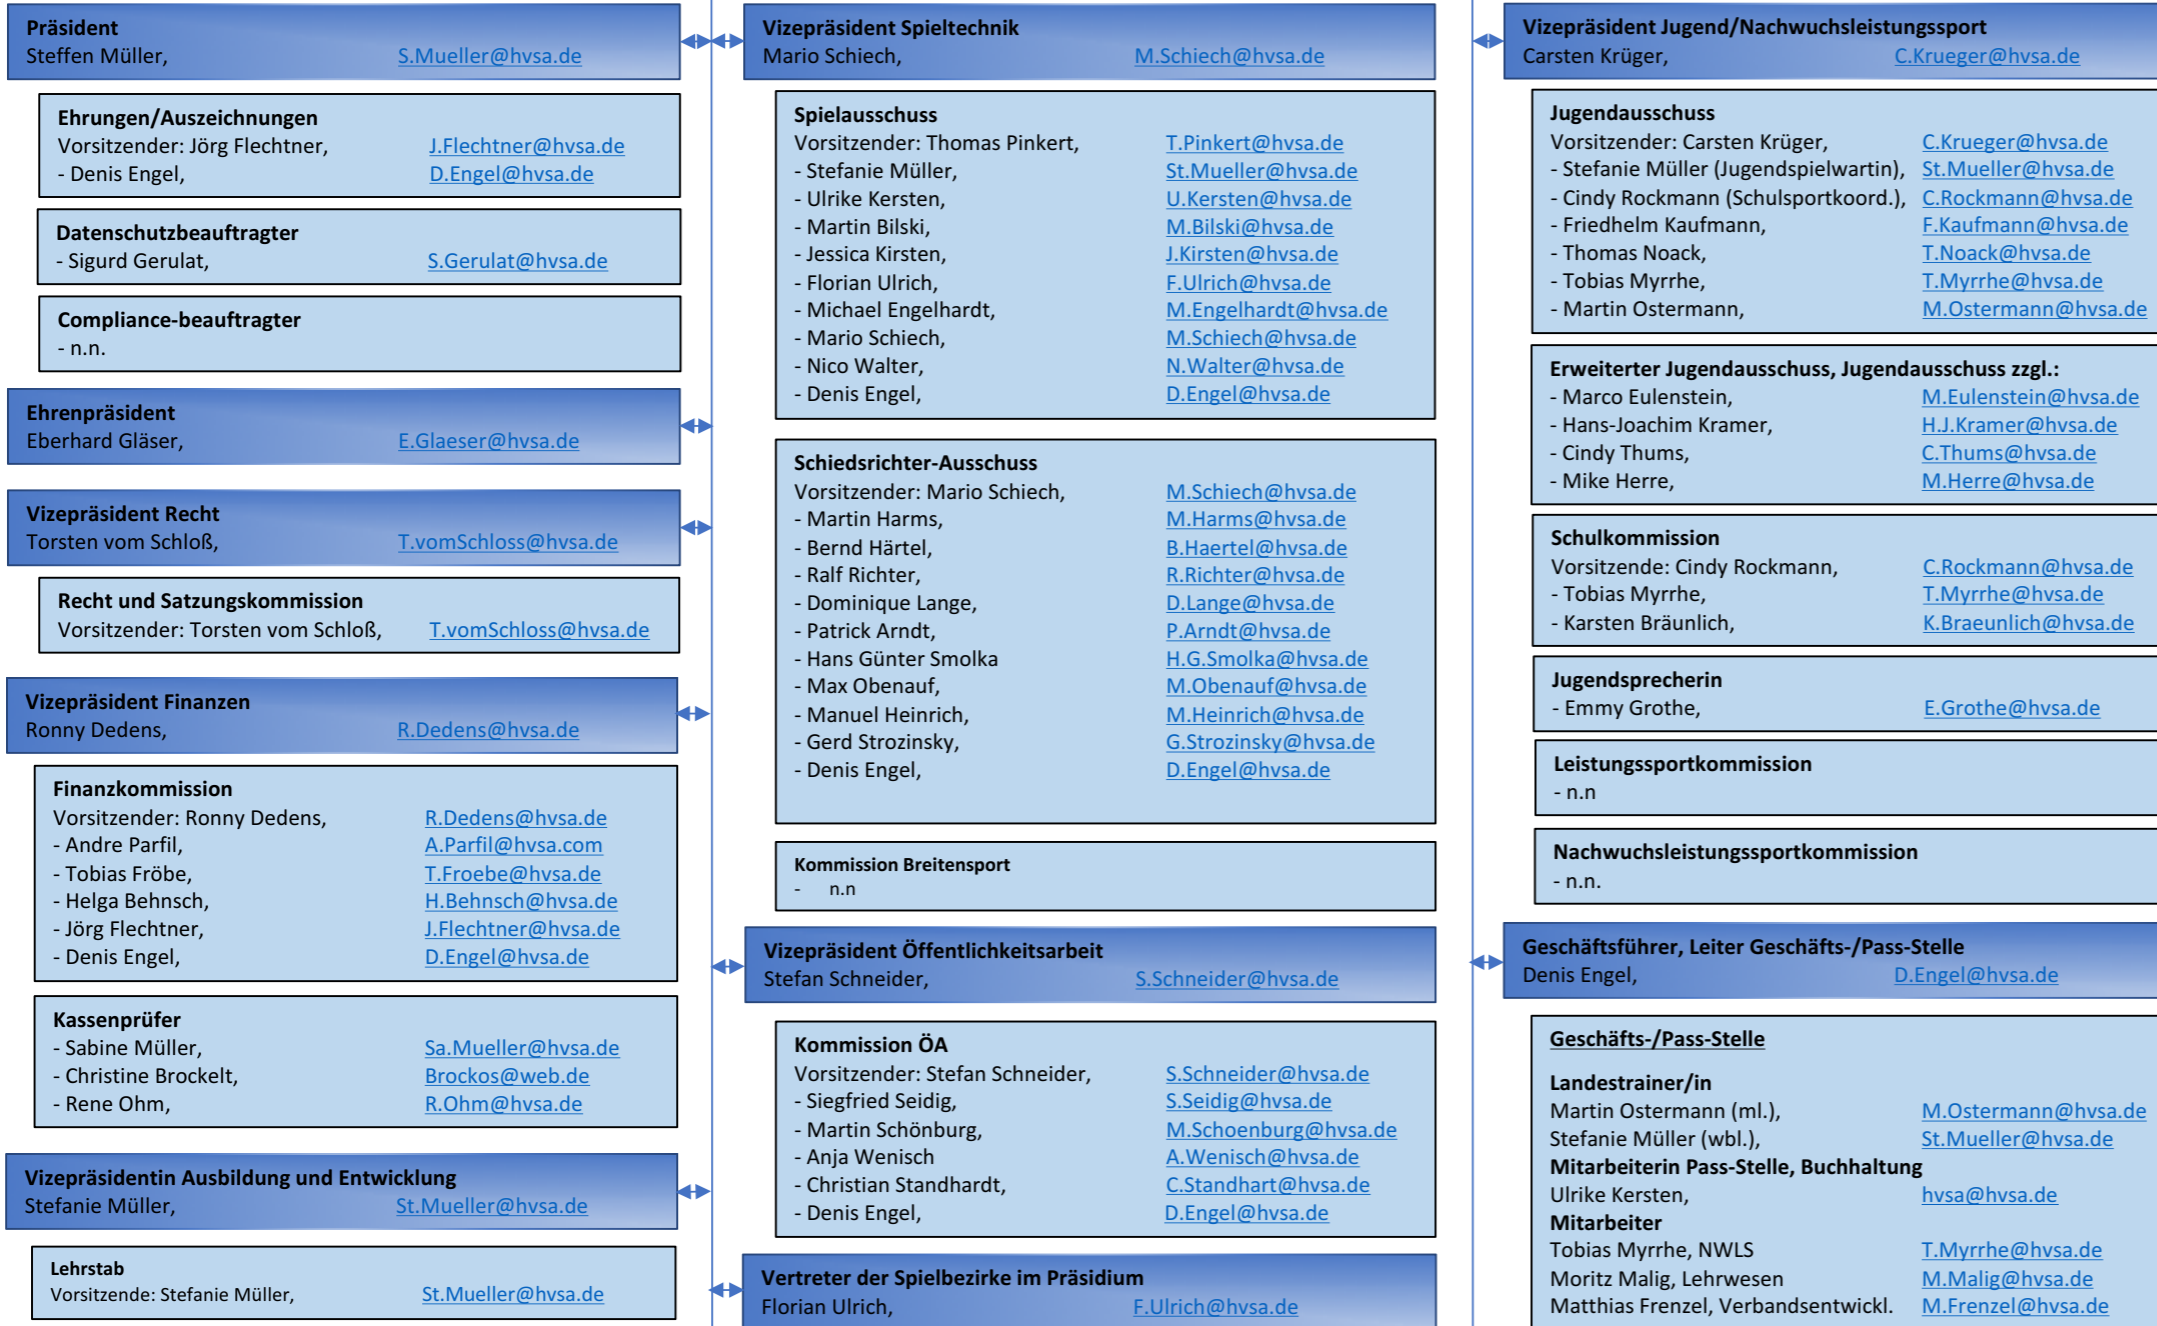 Präsident
Steffen Müller, S.Mueller@hvsa.de
Ehrungen/Auszeichnungen
Vorsitzender: Jörg Flechtner, J.Flechtner@hvsa.de
- Denis Engel, D.Engel@hvsa.de
Datenschutzbeauftragter
- Sigurd Gerulat, S.Gerulat@hvsa.de
Compliance-beauftragter
- n.n.
Ehrenpräsident
Eberhard Gläser, E.Glaeser@hvsa.de
Vizepräsident Recht
Torsten vom Schloß, T.vomSchloss@hvsa.de
Recht und Satzungskommission
Vorsitzender: Torsten vom Schloß, T.vomSchloss@hvsa.de
Vizepräsident Finanzen
Ronny Dedens, R.Dedens@hvsa.de
Finanzkommission
Vorsitzender: Ronny Dedens, R.Dedens@hvsa.de
- Andre Parfil, A.Parfil@hvsa.com
- Tobias Fröbe, T.Froebe@hvsa.de
- Helga Behnsch, H.Behnsch@hvsa.de
- Jörg Flechtner, J.Flechtner@hvsa.de
- Denis Engel, D.Engel@hvsa.de
Kassenprüfer
- Sabine Müller, Sa.Mueller@hvsa.de
- Christine Brockelt, Brockos@web.de
- Rene Ohm, R.Ohm@hvsa.de
Vizepräsidentin Ausbildung und Entwicklung
Stefanie Müller, St.Mueller@hvsa.de
Lehrstab
Vorsitzende: Stefanie Müller, St.Mueller@hvsa.de
Vizepräsident Spieltechnik
Mario Schiech, M.Schiech@hvsa.de
Spielausschuss
Vorsitzender: Thomas Pinkert, T.Pinkert@hvsa.de
- Stefanie Müller, St.Mueller@hvsa.de
- Ulrike Kersten, U.Kersten@hvsa.de
- Martin Bilski, M.Bilski@hvsa.de
- Jessica Kirsten, J.Kirsten@hvsa.de
- Florian Ulrich, F.Ulrich@hvsa.de
- Michael Engelhardt, M.Engelhardt@hvsa.de
- Mario Schiech, M.Schiech@hvsa.de
- Nico Walter, N.Walter@hvsa.de
- Denis Engel, D.Engel@hvsa.de
Schiedsrichter-Ausschuss
Vorsitzender: Mario Schiech, M.Schiech@hvsa.de
- Martin Harms, M.Harms@hvsa.de
- Bernd Härtel, B.Haertel@hvsa.de
- Ralf Richter, R.Richter@hvsa.de
- Dominique Lange, D.Lange@hvsa.de
- Patrick Arndt, P.Arndt@hvsa.de
- Hans Günter Smolka H.G.Smolka@hvsa.de
- Max Obenauf, M.Obenauf@hvsa.de
- Manuel Heinrich, M.Heinrich@hvsa.de
- Gerd Strozinsky, G.Strozinsky@hvsa.de
- Denis Engel, D.Engel@hvsa.de
Kommission Breitensport
- n.n
Vizepräsident Öffentlichkeitsarbeit
Stefan Schneider, S.Schneider@hvsa.de
Kommission ÖA
Vorsitzender: Stefan Schneider, S.Schneider@hvsa.de
- Siegfried Seidig, S.Seidig@hvsa.de
- Martin Schönburg, M.Schoenburg@hvsa.de
- Anja Wenisch A.Wenisch@hvsa.de
- Christian Standhardt, C.Standhart@hvsa.de
- Denis Engel, D.Engel@hvsa.de
Vertreter der Spielbezirke im Präsidium
Florian Ulrich, F.Ulrich@hvsa.de
Vizepräsident Jugend/Nachwuchsleistungssport
Carsten Krüger, C.Krueger@hvsa.de
Jugendausschuss
Vorsitzender: Carsten Krüger, C.Krueger@hvsa.de
- Stefanie Müller (Jugendspielwartin), St.Mueller@hvsa.de
- Cindy Rockmann (Schulsportkoord.), C.Rockmann@hvsa.de
- Friedhelm Kaufmann, F.Kaufmann@hvsa.de
- Thomas Noack, T.Noack@hvsa.de
- Tobias Myrrhe, T.Myrrhe@hvsa.de
- Martin Ostermann, M.Ostermann@hvsa.de
Erweiterter Jugendausschuss, Jugendausschuss zzgl.:
- Marco Eulenstein, M.Eulenstein@hvsa.de
- Hans-Joachim Kramer, H.J.Kramer@hvsa.de
- Cindy Thums, C.Thums@hvsa.de
- Mike Herre, M.Herre@hvsa.de
Schulkommission
Vorsitzende: Cindy Rockmann, C.Rockmann@hvsa.de
- Tobias Myrrhe, T.Myrrhe@hvsa.de
- Karsten Bräunlich, K.Braeunlich@hvsa.de
Jugendsprecherin
- Emmy Grothe, E.Grothe@hvsa.de
Leistungssportkommission
- n.n
Nachwuchsleistungssportkommission
- n.n.
Geschäftsführer, Leiter Geschäfts-/Pass-Stelle
Denis Engel, D.Engel@hvsa.de
Geschäfts-/Pass-Stelle
Landestrainer/in
Martin Ostermann (ml.), M.Ostermann@hvsa.de
Stefanie Müller (wbl.), St.Mueller@hvsa.de
Mitarbeiterin Pass-Stelle, Buchhaltung
Ulrike Kersten, hvsa@hvsa.de
Mitarbeiter
Tobias Myrrhe, NWLS T.Myrrhe@hvsa.de
Moritz Malig, Lehrwesen M.Malig@hvsa.de
Matthias Frenzel, Verbandsentwickl. M.Frenzel@hvsa.de